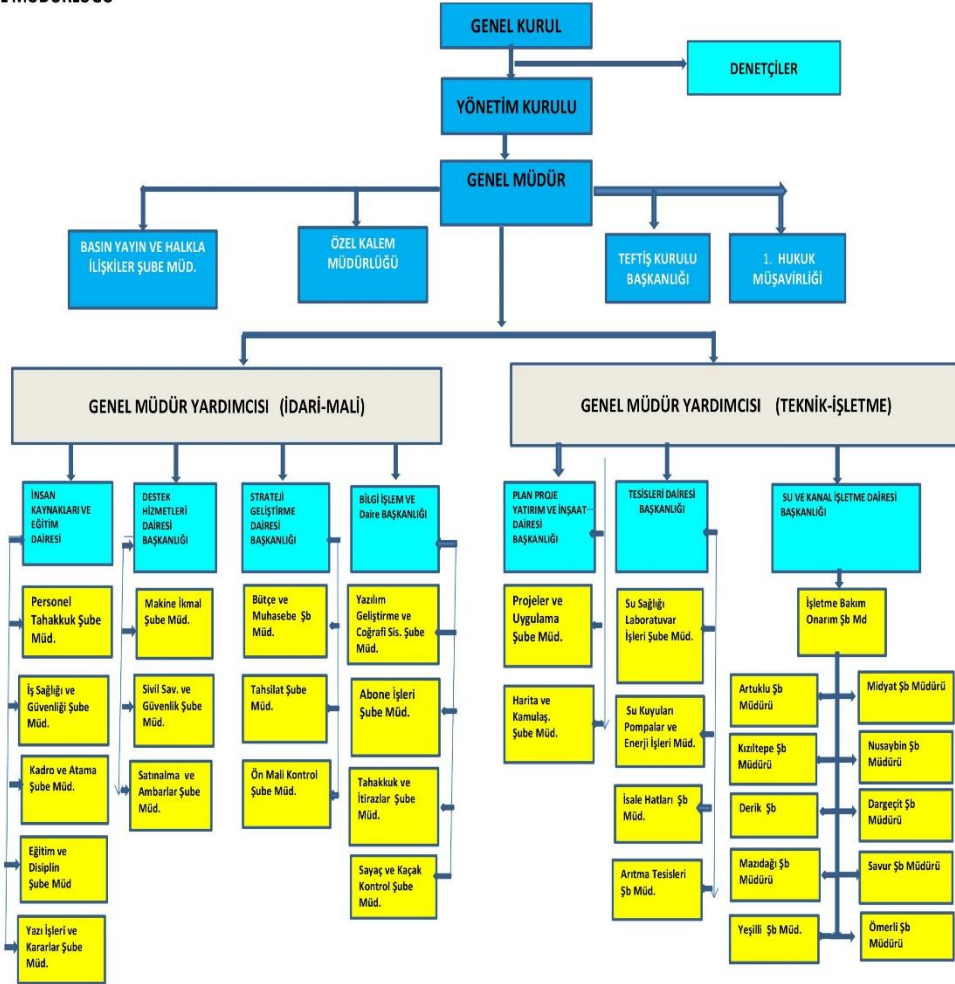 MÜDÜRLÜĞÜ
GENEL KURUL
DENETÇİLER
YÖNETİM KURULU
GENEL MÜDÜR
BASIN YAYIN VE HALKLA
İLİŞKİLER ŞUBE MÜD.
ÖZEL KALEM
MÜDÜRLÜĞÜ
TEFTİŞ KURULU
BAŞKANLIĞI
1. HUKUK
MÜŞAVİRLİĞİ
GENEL MÜDÜR YARDIMCISI (İDARİ-MALİ)
GENEL MÜDÜR YARDIMCISI (TEKNİK-İŞLETME)
İNSAN
KAYNAKLARI VE
EĞİTİM
DAİRESİ
DESTEK
HİZMETLERİ
DAİRESİ
BAŞKANLIĞI
STRATEJİ
GELİŞTİRME
DAİRESİ
BAŞKANLIĞI
BİLGİ İŞLEM VE
Daire BAŞKANLIĞI
PLAN PROJE
YATIRIM VE İNŞAAT
DAİRESİ
BAŞKANLIĞI
TESİSLERİ DAİRESİ
BAŞKANLIĞI
SU VE KANAL İŞLETME DAİRESİ
BAŞKANLIĞI
Personel
Tahakkuk Şube
Müd.
İş Sağlığı ve
Güvenliği Şube
Müd.
Kadro ve Atama
Şube Müd.
Eğitim ve
Disiplin
Şube Müd
Yazı İşleri ve
Kararlar Şube
Müd.
Makine İkmal
Şube Müd.
Sivil Sav. ve
Güvenlik Şube
Müd.
Satınalma ve
Ambarlar Şube
Müd.
Bütçe ve
Muhasebe Şb
Müd.
Tahsilat Şube
Müd.
Ön Mali Kontrol
Şube Müd.
Yazılım
Geliştirme ve
Coğrafi Sis. Şube
Müd.
Abone İşleri
Şube Müd.
Tahakkuk ve
İtirazlar Şube
Müd.
Sayaç ve Kaçak
Kontrol Şube
Müd.
Projeler ve
Uygulama
Şube Müd.
Harita ve
Kamulaş.
Şube Müd.
Su Sağlığı
Laboratuvar
İşleri Şube Müd.
Su Kuyuları
Pompalar ve
Enerji İşleri Müd.
İsale Hatları Şb
Müd.
Arıtma Tesisleri
Şb Müd.
İşletme Bakım
Onarım Şb Md
Artuklu Şb
Müdürü
Midyat Şb Müdürü
Kızıltepe Şb
Müdürü
Nusaybin Şb
Müdürü
Derik Şb
Dargeçit Şb
Müdürü
Mazıdağı Şb
Müdürü
Savur Şb Müdürü
Yeşilli Şb Müd.
Ömerli Şb
Müdürü